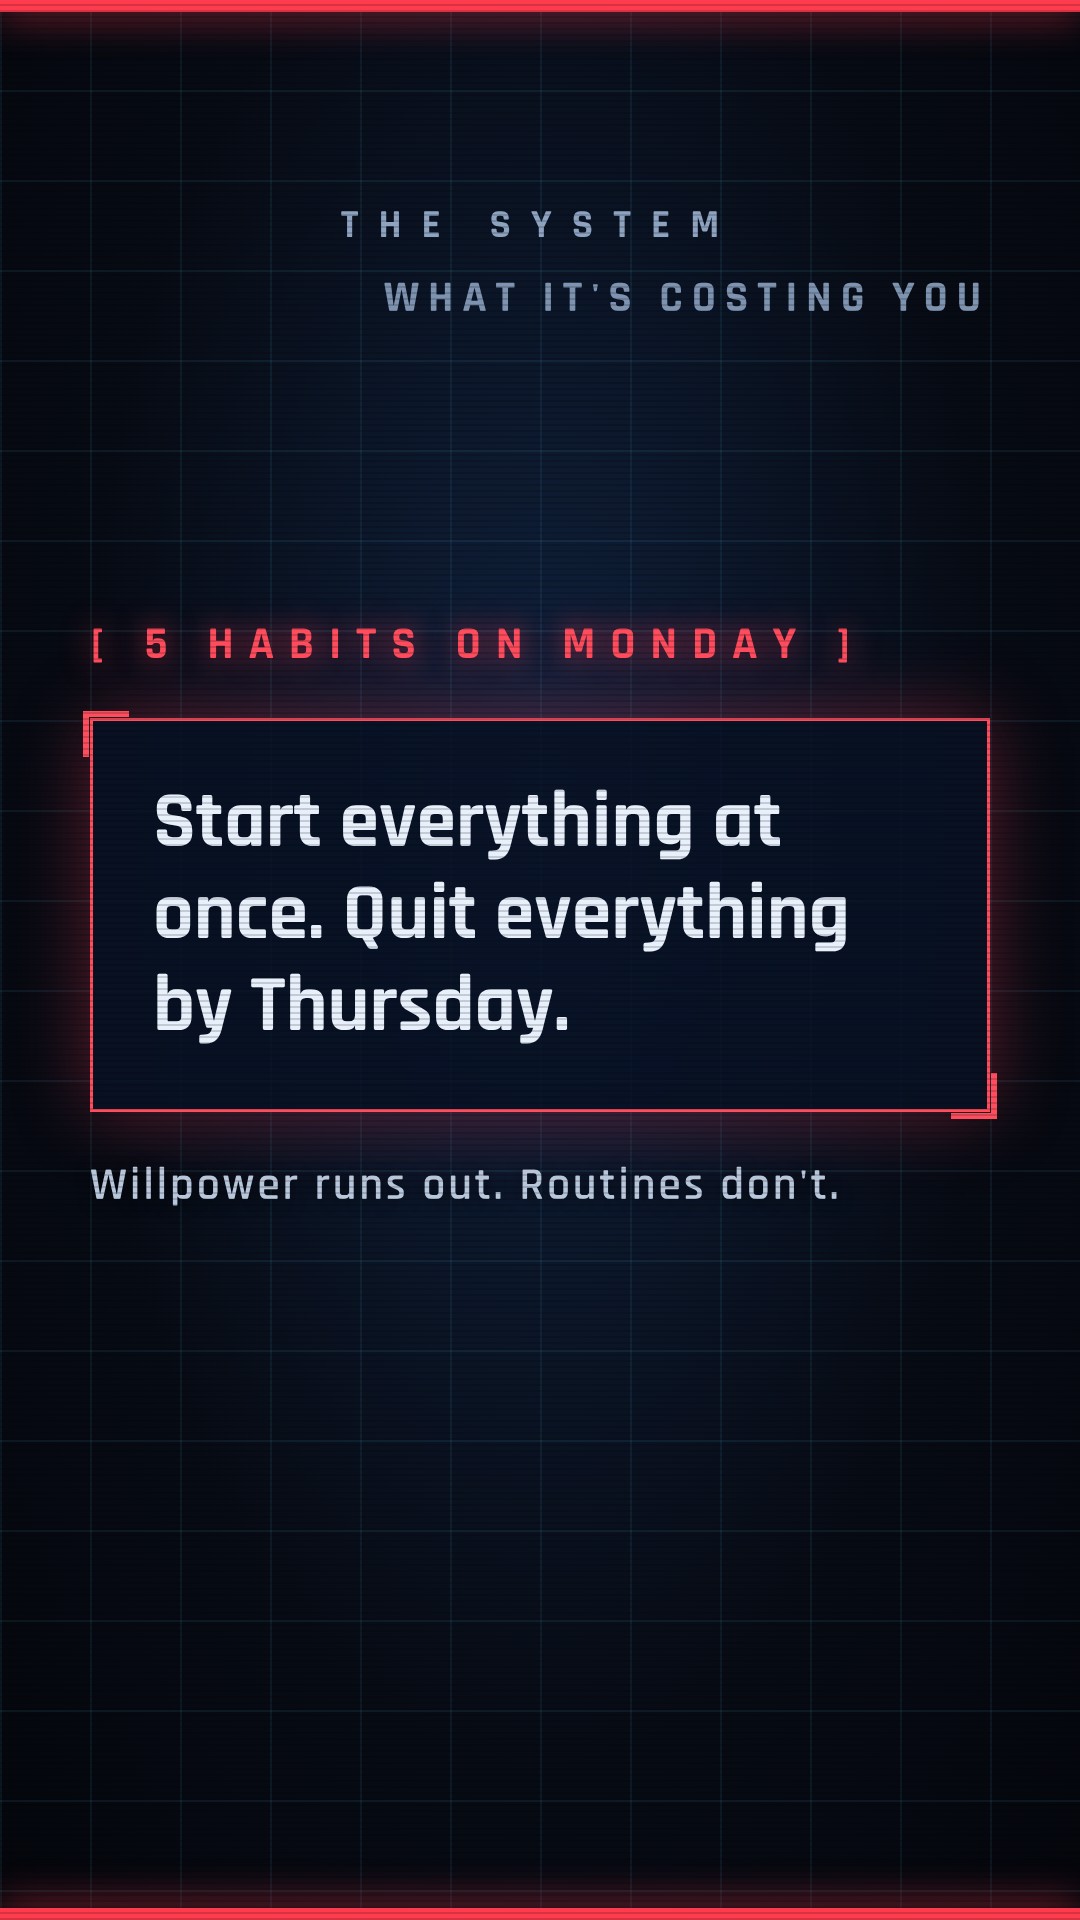 THE SYSTEM
WHAT IT'S COSTING YOU
[ 5 HABITS ON MONDAY ]
Start everything at
once. Quit everything
by Thursday.
Willpower runs out. Routines don't.